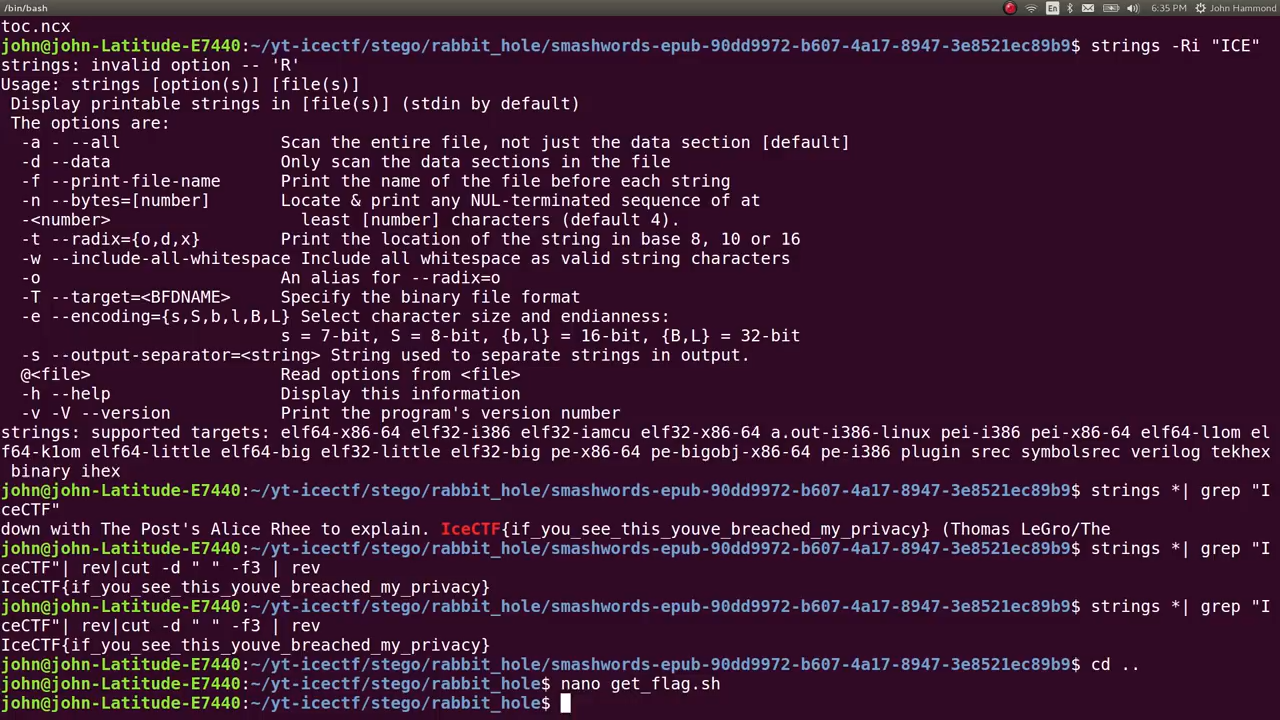 /bin/bash
En
6:35 PM
John Hammond
toc.ncx
john@john-Latitude-E7440:~/yt-icectf/stego/rabbit_hole/smashwords-epub-90dd9972-b607-4a17-8947-3e8521ec89b9$ strings -Ri "ICE"
strings: invalid option -- 'R'
Usage: strings [option(s)] [file(s)]
 Display printable strings in [file(s)] (stdin by default)
 The options are:
  -a - --all                Scan the entire file, not just the data section [default]
  -d --data                 Only scan the data sections in the file
  -f --print-file-name      Print the name of the file before each string
  -n --bytes=[number]       Locate & print any NUL-terminated sequence of at
  -<number>                   least [number] characters (default 4).
  -t --radix={o,d,x}        Print the location of the string in base 8, 10 or 16
  -w --include-all-whitespace Include all whitespace as valid string characters
  -o                        An alias for --radix=o
  -T --target=<BFDNAME>     Specify the binary file format
  -e --encoding={s,S,b,l,B,L} Select character size and endianness:
                            s = 7-bit, S = 8-bit, {b,l} = 16-bit, {B,L} = 32-bit
  -s --output-separator=<string> String used to separate strings in output.
  @<file>                   Read options from <file>
  -h --help                 Display this information
  -v -V --version           Print the program's version number
strings: supported targets: elf64-x86-64 elf32-i386 elf32-iamcu elf32-x86-64 a.out-i386-linux pei-i386 pei-x86-64 elf64-l1om el
f64-k1om elf64-little elf64-big elf32-little elf32-big pe-x86-64 pe-bigobj-x86-64 pe-i386 plugin srec symbolsrec verilog tekhex
 binary ihex
john@john-Latitude-E7440:~/yt-icectf/stego/rabbit_hole/smashwords-epub-90dd9972-b607-4a17-8947-3e8521ec89b9$ strings *| grep "I
ceCTF"
down with The Post's Alice Rhee to explain. IceCTF{if_you_see_this_youve_breached_my_privacy} (Thomas LeGro/The
john@john-Latitude-E7440:~/yt-icectf/stego/rabbit_hole/smashwords-epub-90dd9972-b607-4a17-8947-3e8521ec89b9$ strings *| grep "I
ceCTF"| rev|cut -d " " -f3 | rev
IceCTF{if_you_see_this_youve_breached_my_privacy}
john@john-Latitude-E7440:~/yt-icectf/stego/rabbit_hole/smashwords-epub-90dd9972-b607-4a17-8947-3e8521ec89b9$ strings *| grep "I
ceCTF"| rev|cut -d " " -f3 | rev
IceCTF{if_you_see_this_youve_breached_my_privacy}
john@john-Latitude-E7440:~/yt-icectf/stego/rabbit_hole/smashwords-epub-90dd9972-b607-4a17-8947-3e8521ec89b9$ cd ..
john@john-Latitude-E7440:~/yt-icectf/stego/rabbit_hole$ nano get_flag.sh
john@john-Latitude-E7440:~/yt-icectf/stego/rabbit_hole$